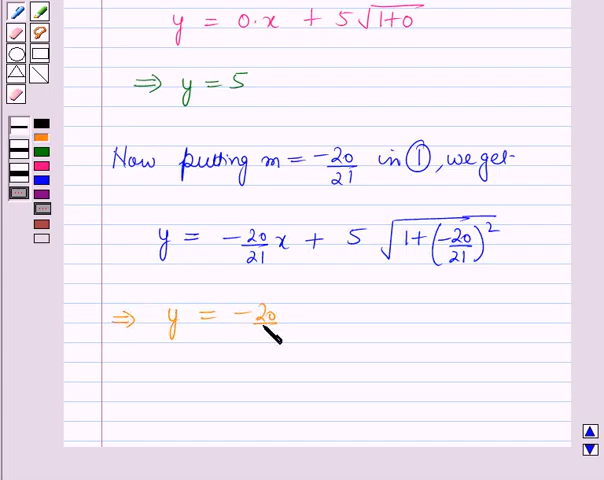 y = 0.x + 5√(1+0)
⇒ y = 5
Now putting m = -20/21 in ①, we get-
y = -20/21 x + 5 √(1+(-20/21)²)
⇒ y = -20/